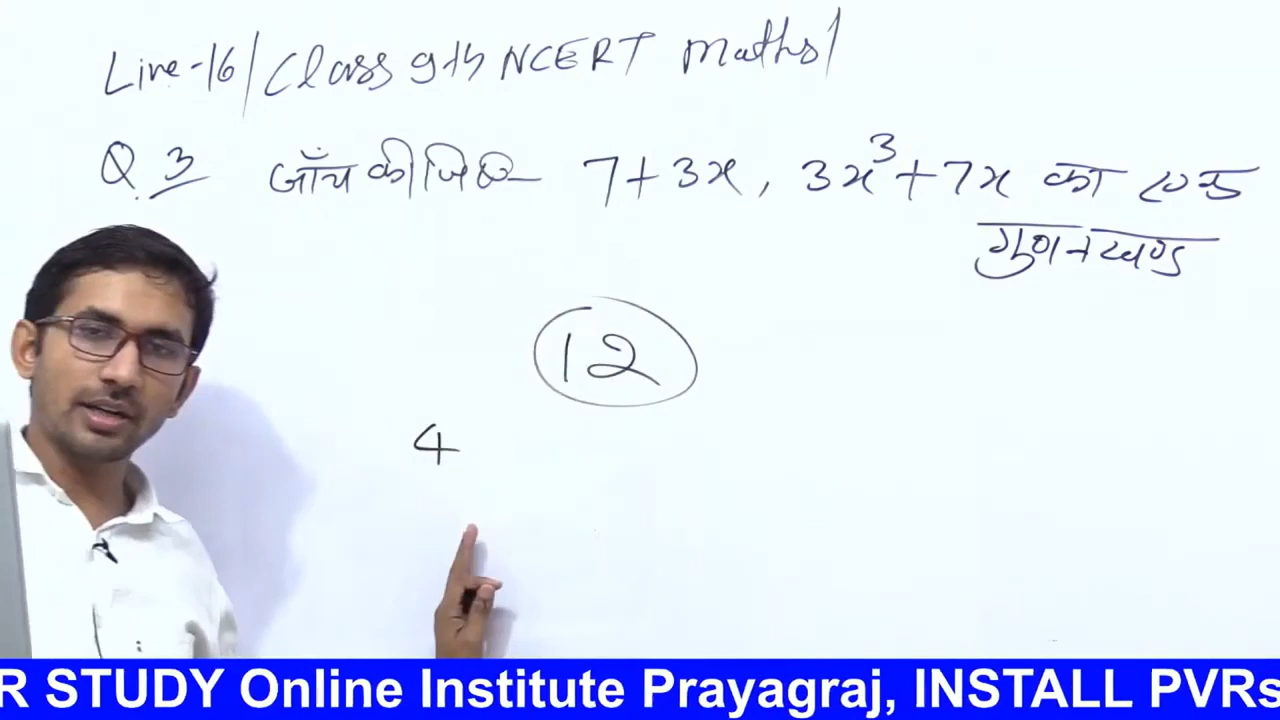 Live-16/Class 9th NCERT Maths/
Q.3 जाँच कीजिए- 7+3x, 3x³+7x का एक
गुणनखण्ड
12
4
R STUDY Online Institute Prayagraj, INSTALL PVRs